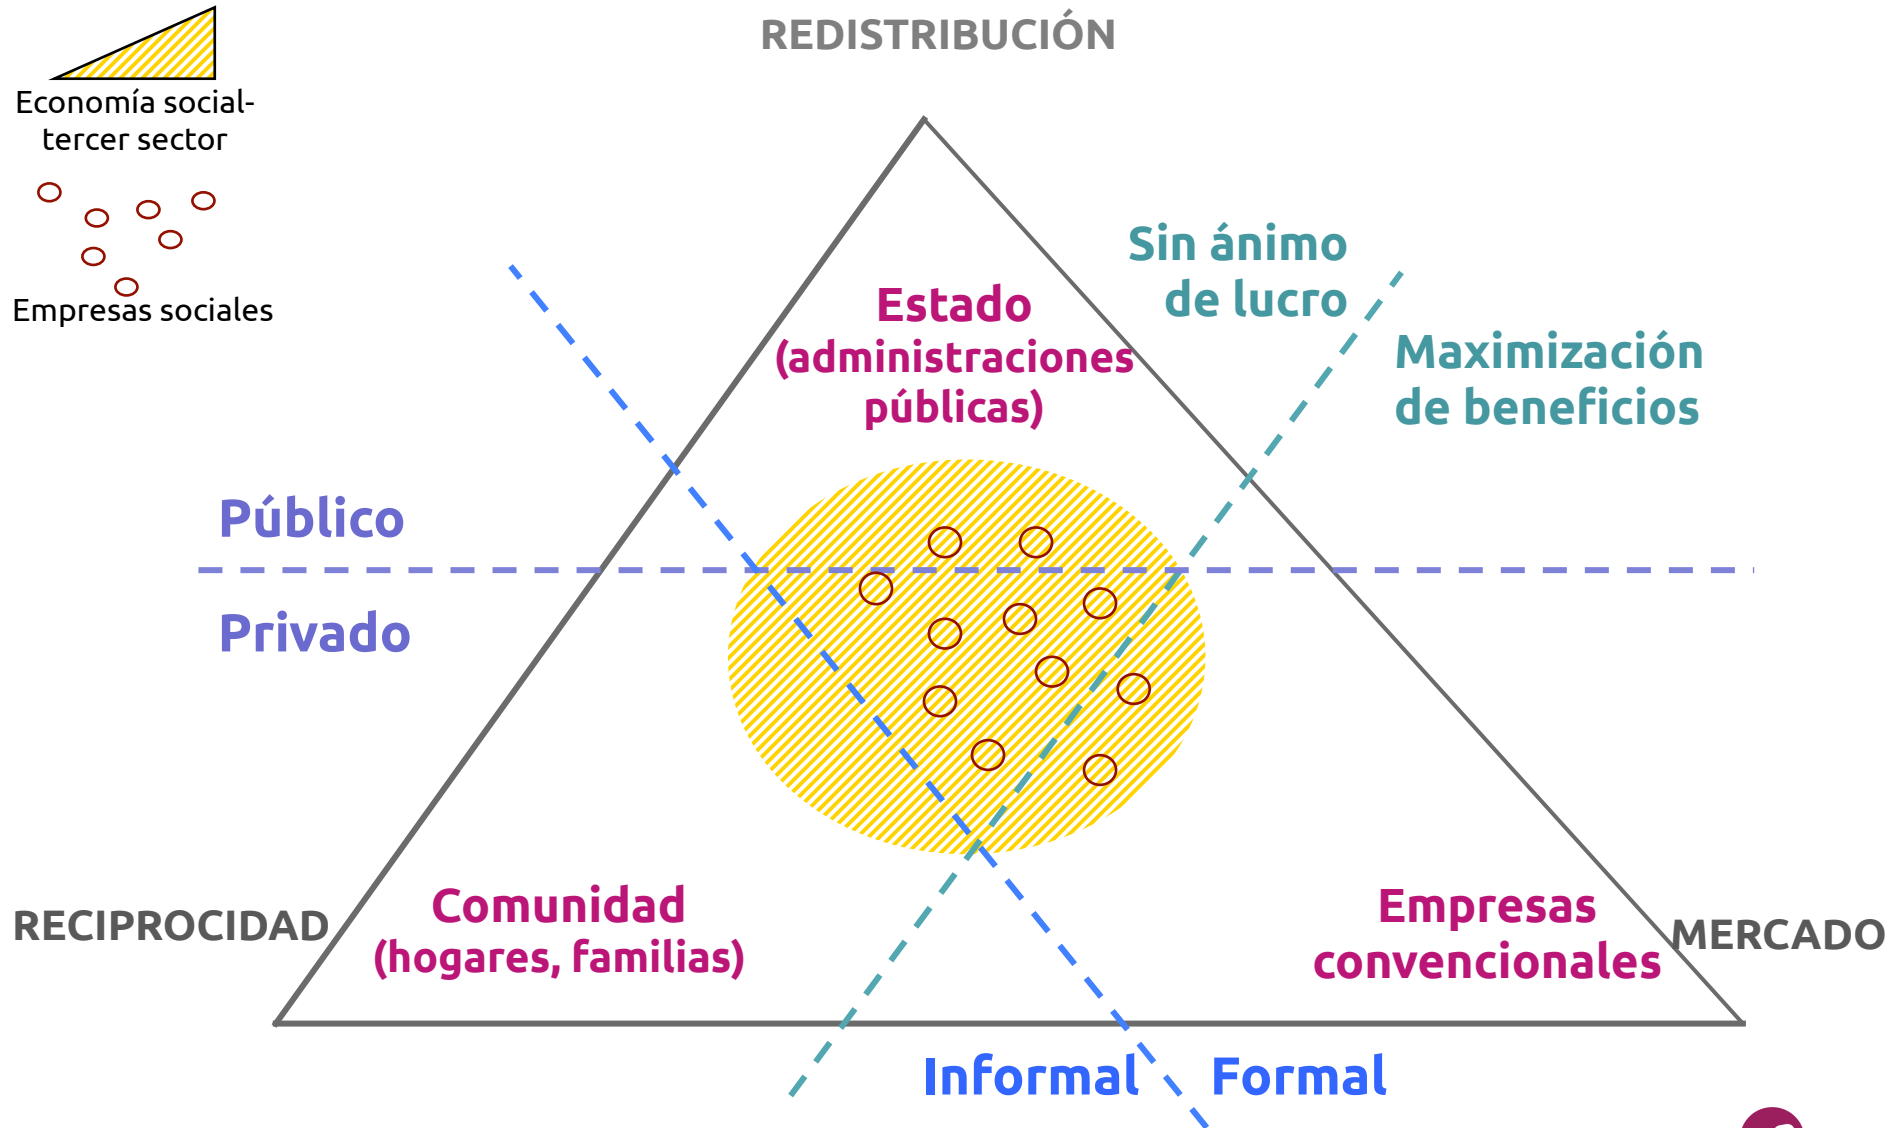 REDISTRIBUCIÓN
Economía social-
tercer sector
Empresas sociales
Sin ánimo
de lucro
Estado
(administraciones
públicas)
Maximización
de beneficios
Público
Privado
RECIPROCIDAD
Comunidad
(hogares, familias)
Empresas
convencionales
MERCADO
Informal
Formal